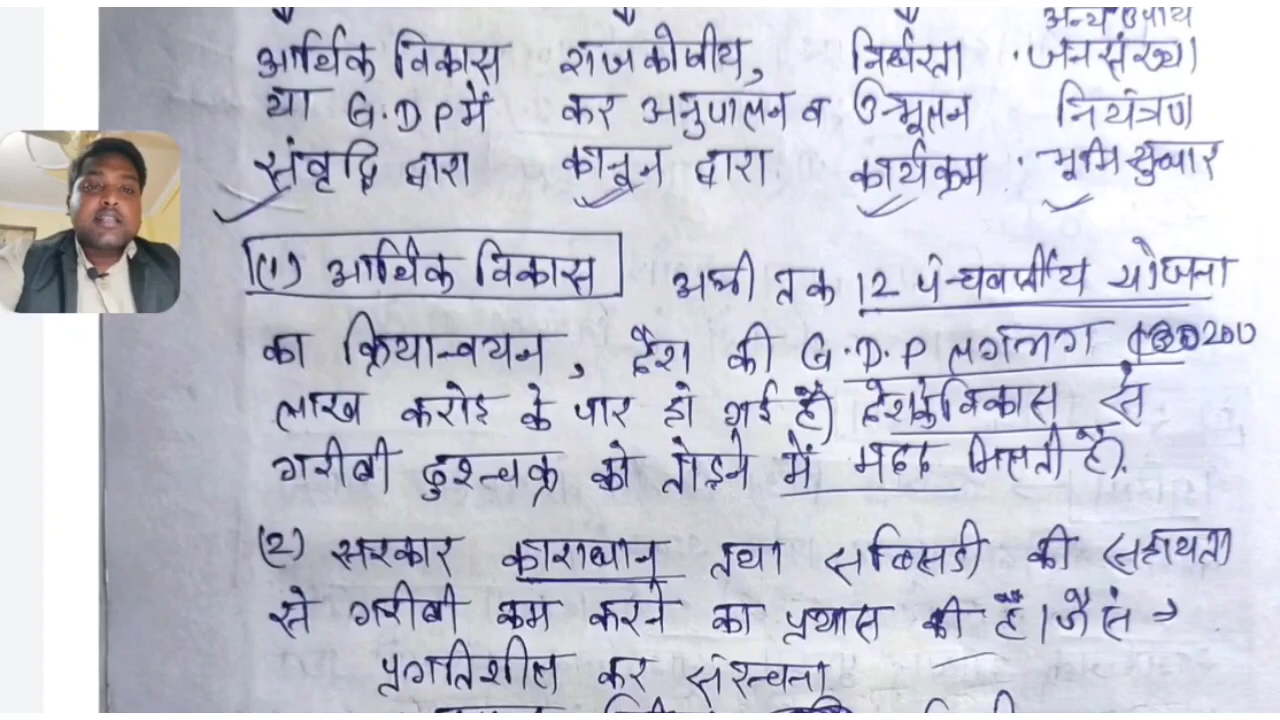 अन्य उपाय
आर्थिक विकास राजकोषीय, निर्धरता · जनसंख्या
या G.D.P में कर अनुपालन व उन्मूलन नियंत्रण
संवृद्धि द्वारा कानून द्वारा कार्यक्रम · भूमि सुधार
(1) आर्थिक विकास अभी तक 12 पंचवर्षीय योजना
का क्रियान्वयन, देश की G.D.P लगभग 200
लाख करोड़ के पार हो गई है) देश के विकास से
गरीबी दुश्चक्र को तोड़ने में मदद मिलती है).
(2) सरकार काराधान तथा सब्सिडी की सहायता
से गरीबी कम करने का प्रयास की है। जैसे →
प्रगतिशील कर संरचना